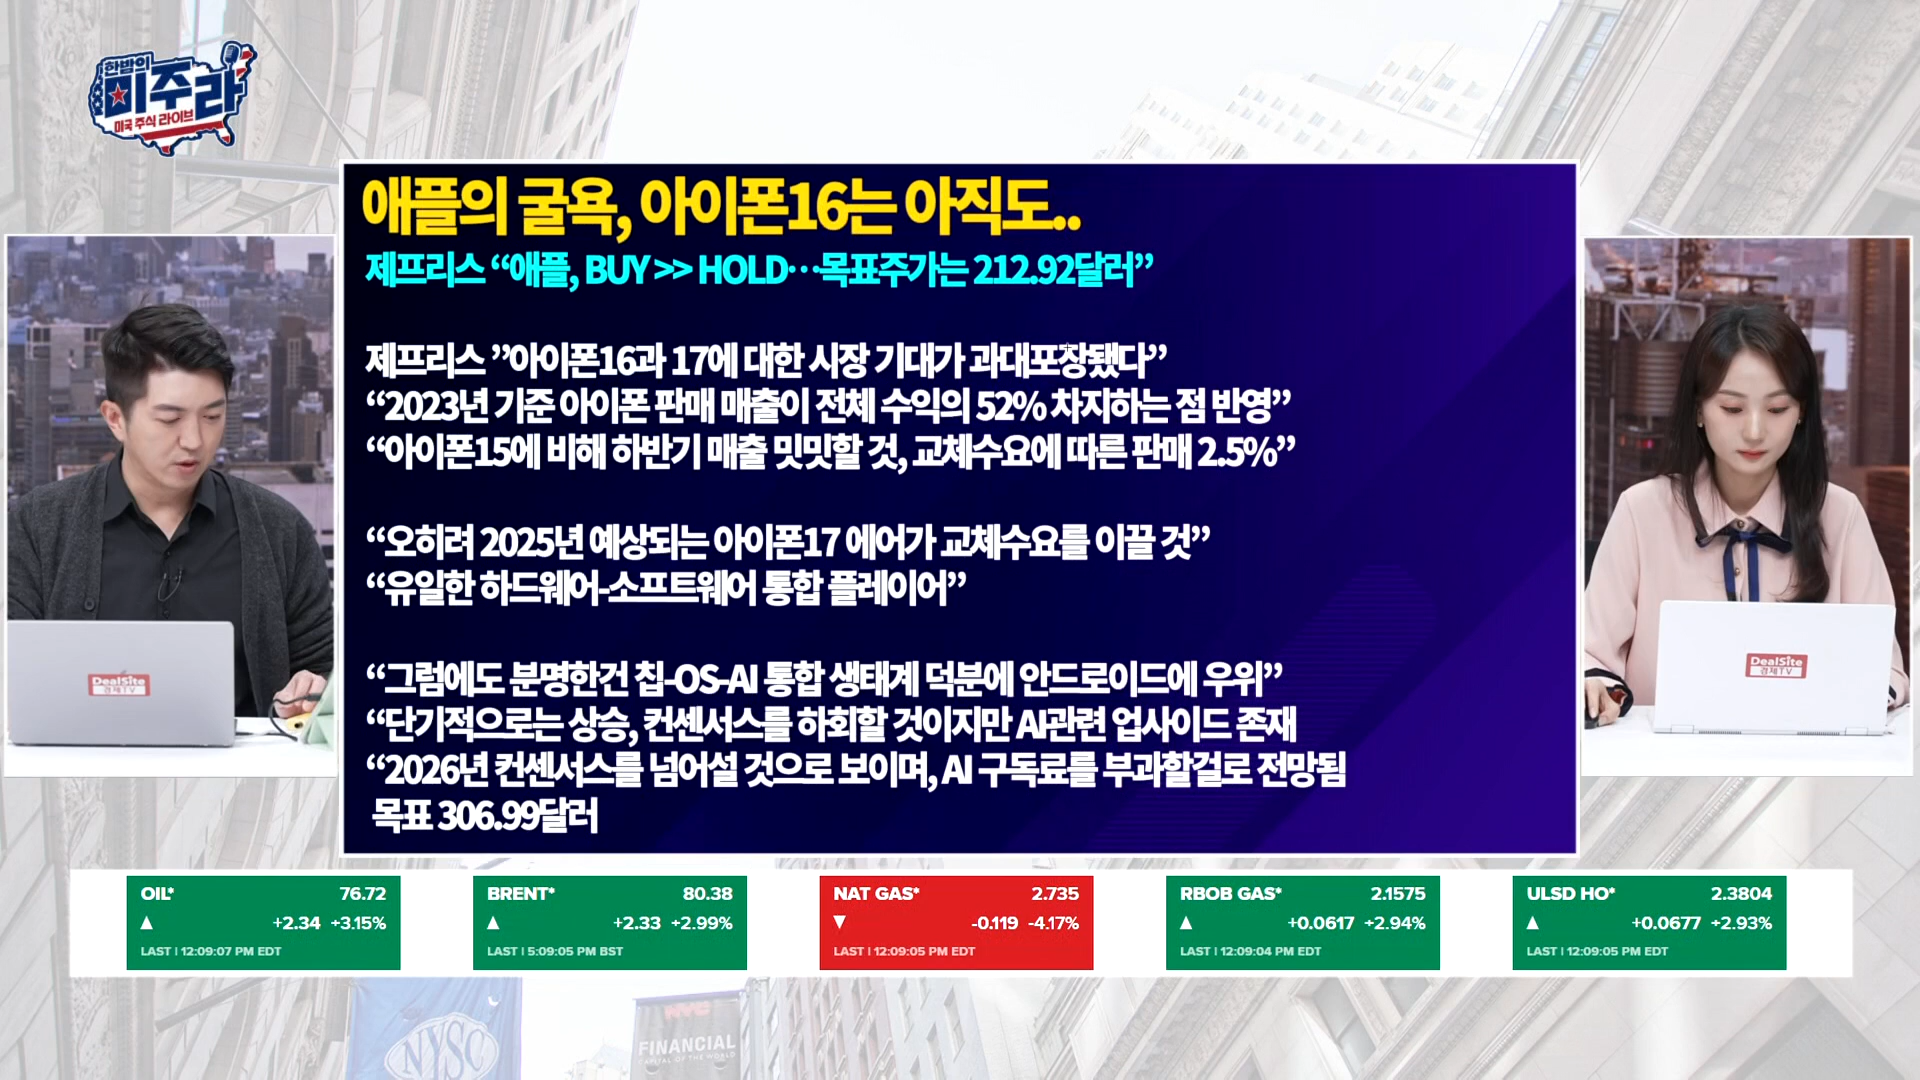 한밤의
미주라
미국 주식 라이브
애플의 굴욕, 아이폰16는 아직도..
제프리스 “애플, BUY >> HOLD…목표주가는 212.92달러”
제프리스 ”아이폰16과 17에 대한 시장 기대가 과대포장됐다”
“2023년 기준 아이폰 판매 매출이 전체 수익의 52% 차지하는 점 반영”
“아이폰15에 비해 하반기 매출 밋밋할 것, 교체수요에 따른 판매 2.5%”
“오히려 2025년 예상되는 아이폰17 에어가 교체수요를 이끌 것”
“유일한 하드웨어-소프트웨어 통합 플레이어”
“그럼에도 분명한건 칩-OS-AI 통합 생태계 덕분에 안드로이드에 우위”
“단기적으로는 상승, 컨센서스를 하회할 것이지만 AI관련 업사이드 존재
“2026년 컨센서스를 넘어설 것으로 보이며, AI 구독료를 부과할걸로 전망됨
목표 306.99달러
DealSite
경제TV
DealSite
경제TV
OIL* 76.72
▲ +2.34 +3.15%
LAST | 12:09:07 PM EDT
BRENT* 80.38
▲ +2.33 +2.99%
LAST | 5:09:05 PM BST
NAT GAS* 2.735
▼ -0.119 -4.17%
LAST | 12:09:05 PM EDT
RBOB GAS* 2.1575
▲ +0.0617 +2.94%
LAST | 12:09:04 PM EDT
ULSD HO* 2.3804
▲ +0.0677 +2.93%
LAST | 12:09:05 PM EDT
NYSC
NYC
FINANCIAL
CAPITAL OF THE WORLD